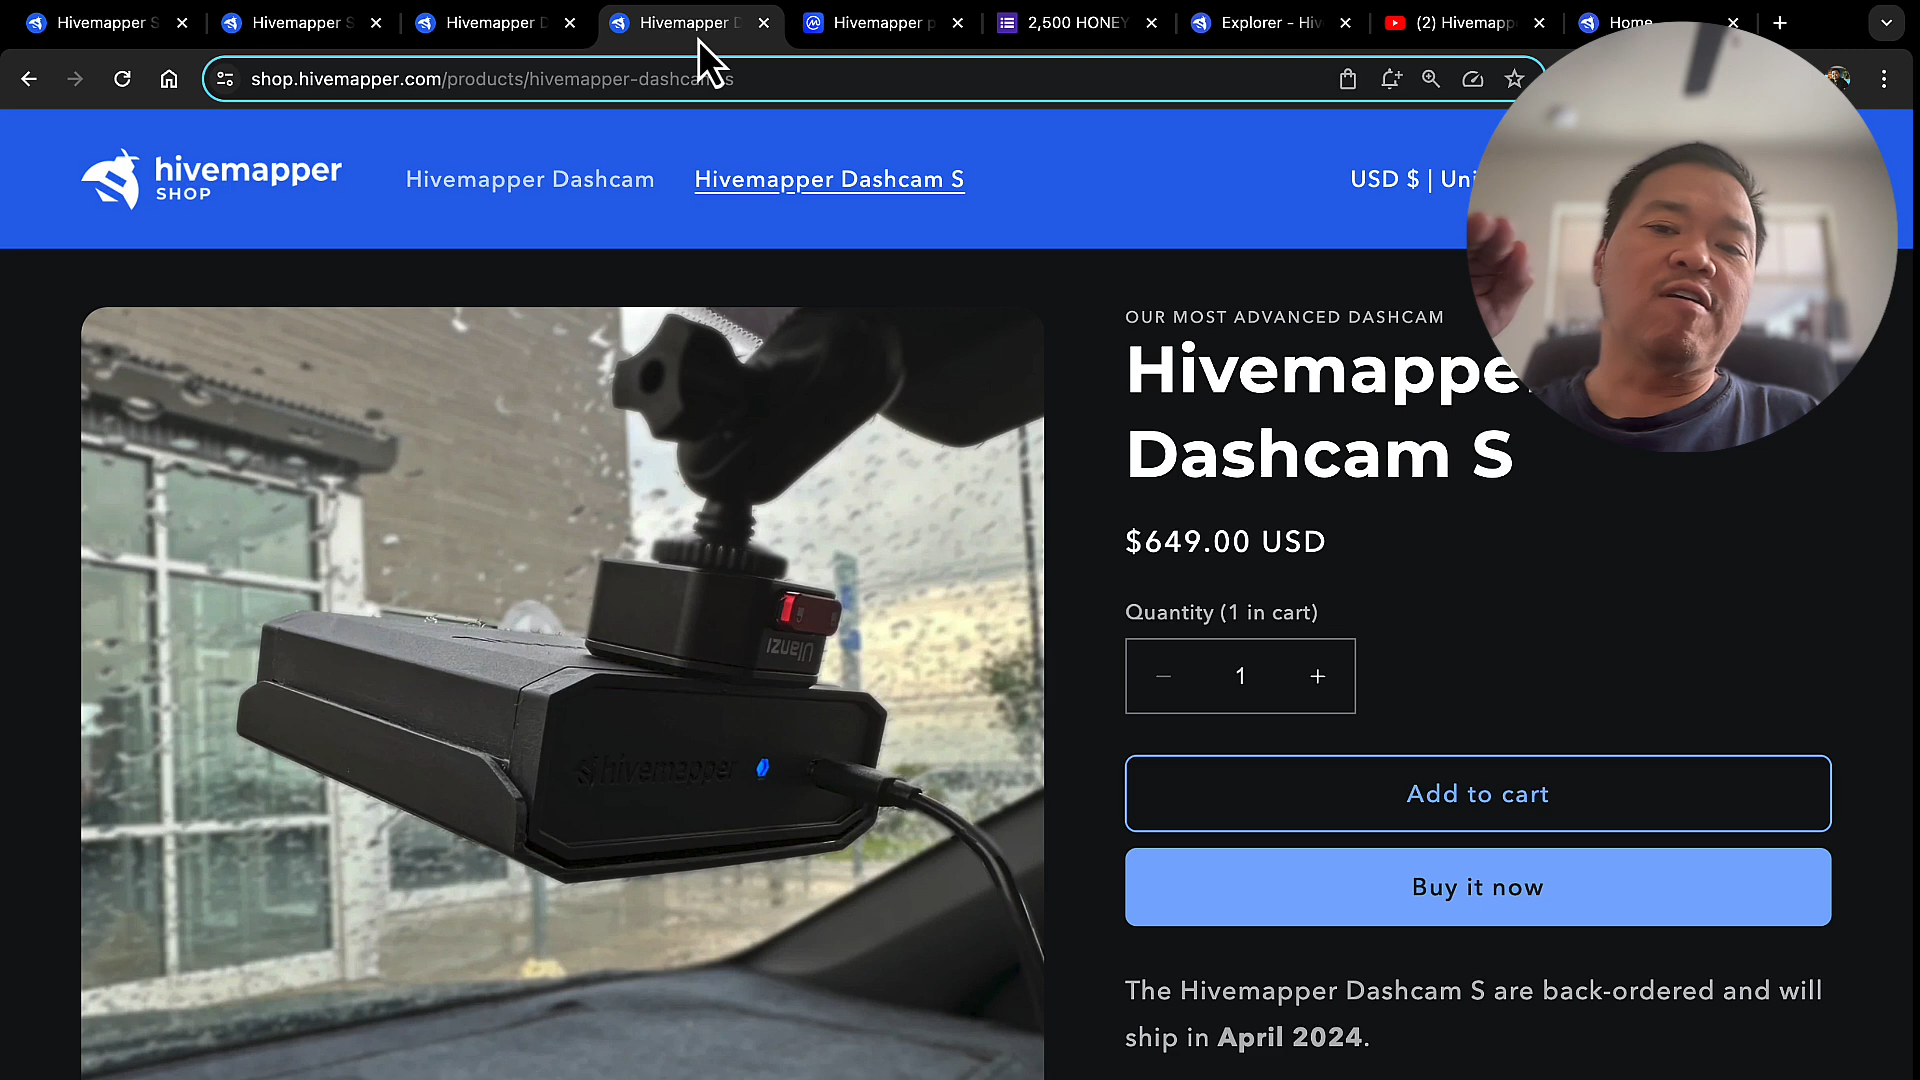 Hivemapper S
Hivemapper S
Hivemapper D
Hivemapper D
Hivemapper p
2,500 HONEY
Explorer - Hiv
(2) Hivemapp
Home
shop.hivemapper.com/products/hivemapper-dashcam-s
hivemapper
SHOP
Hivemapper Dashcam
Hivemapper Dashcam S
USD $ | Uni
OUR MOST ADVANCED DASHCAM
Hivemapper
Dashcam S
$649.00 USD
Quantity (1 in cart)
1
Add to cart
Buy it now
The Hivemapper Dashcam S are back-ordered and will
ship in April 2024.
Ulanzi
hivemapper